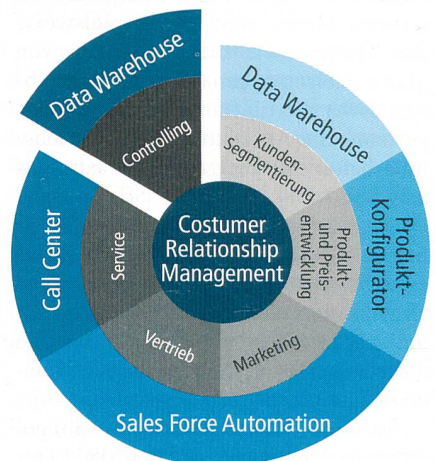 Data Warehouse
Controlling
Data Warehouse
Kunden-
Segmentierung
Produkt-
Konfigurator
Produkt-
und Preis-
entwicklung
Costumer
Relationship
Management
Call Center
Service
Vertrieb
Marketing
Sales Force Automation